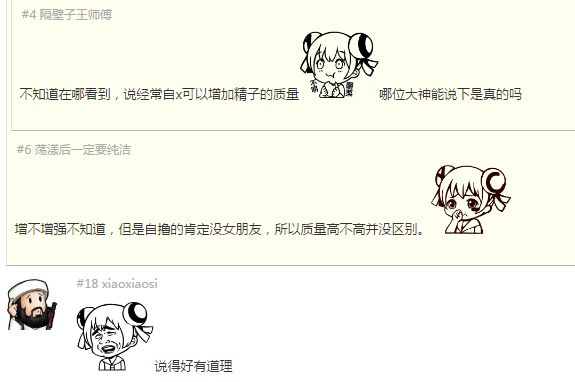 #4 隔壁子王师傅
不知道在哪看到，说经常自x可以增加精子的质量 哪位大神能说下是真的吗
#6 荡漾后一定要纯洁
增不增强不知道，但是自撸的肯定没女朋友，所以质量高不高并没区别。
#18 xiaoxiaosi
说得好有道理